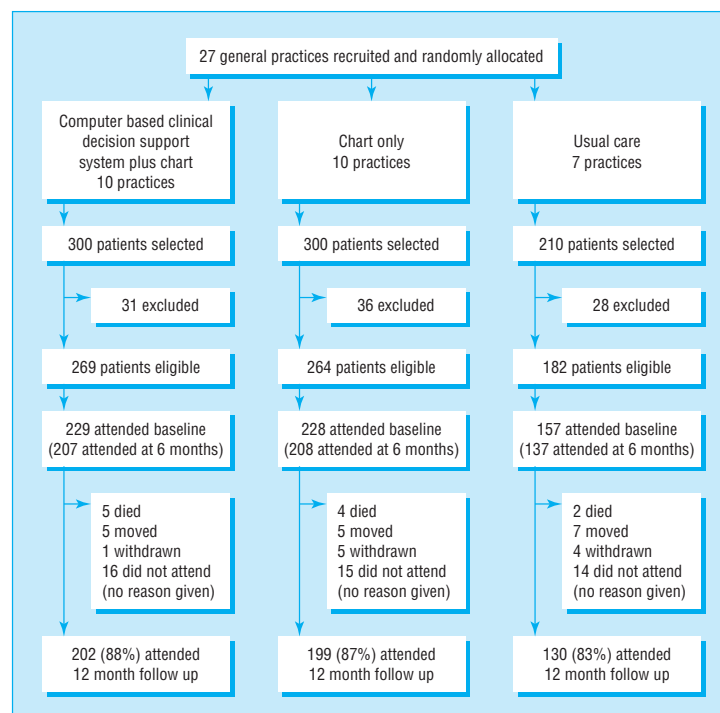 27 general practices recruited and randomly allocated
Computer based clinical
decision support
system plus chart
10 practices
Chart only
10 practices
Usual care
7 practices
300 patients selected
300 patients selected
210 patients selected
31 excluded
36 excluded
28 excluded
269 patients eligible
264 patients eligible
182 patients eligible
229 attended baseline
(207 attended at 6 months)
228 attended baseline
(208 attended at 6 months)
157 attended baseline
(137 attended at 6 months)
5 died
5 moved
1 withdrawn
16 did not attend
(no reason given)
4 died
5 moved
5 withdrawn
15 did not attend
(no reason given)
2 died
7 moved
4 withdrawn
14 did not attend
(no reason given)
202 (88%) attended
12 month follow up
199 (87%) attended
12 month follow up
130 (83%) attended
12 month follow up